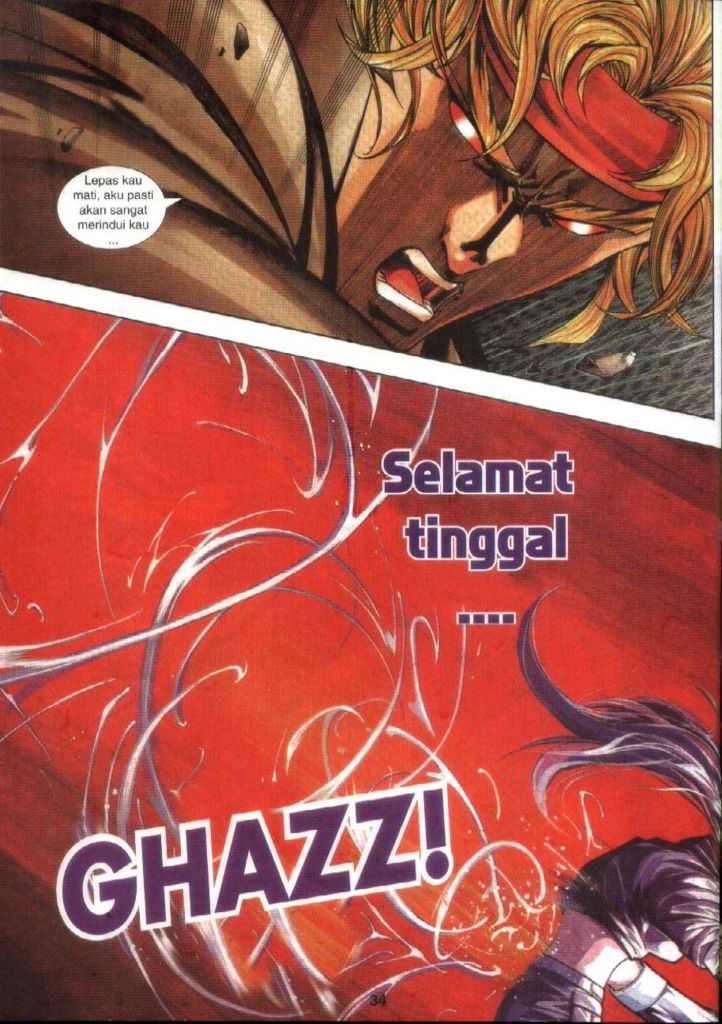 Lepas kau
mati, aku pasti
akan sangat
merindui kau
...
Selamat
tinggal
....
GHAZZ!
34